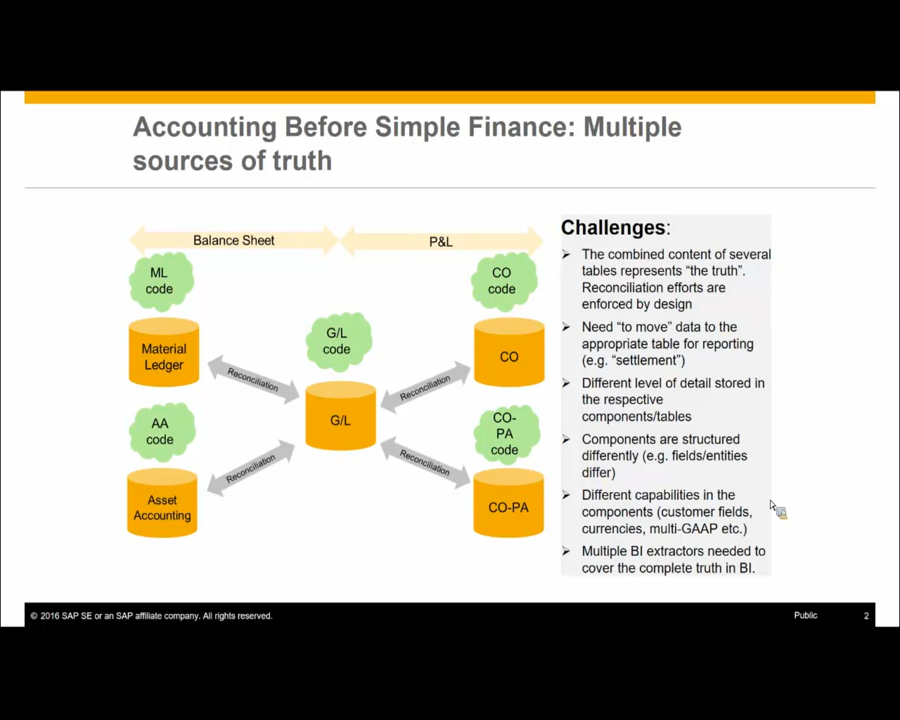 Accounting Before Simple Finance: Multiple
sources of truth
Balance Sheet
P&L
ML
code
Material
Ledger
AA
code
Asset
Accounting
G/L
code
G/L
CO
code
CO
CO-
PA
code
CO-PA
Reconciliation
Reconciliation
Reconciliation
Reconciliation
Challenges:
➢ The combined content of several
tables represents “the truth”.
Reconciliation efforts are
enforced by design
➢ Need “to move” data to the
appropriate table for reporting
(e.g. “settlement”)
➢ Different level of detail stored in
the respective
components/tables
➢ Components are structured
differently (e.g. fields/entities
differ)
➢ Different capabilities in the
components (customer fields,
currencies, multi-GAAP etc.)
➢ Multiple BI extractors needed to
cover the complete truth in BI.
© 2016 SAP SE or an SAP affiliate company. All rights reserved.
Public
2